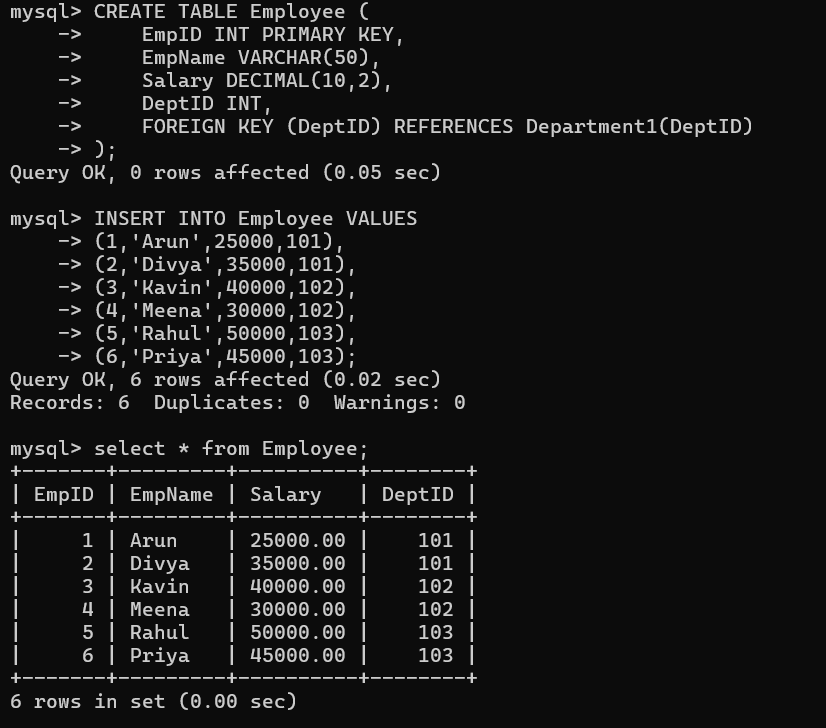 mysql> CREATE TABLE Employee (
    ->     EmpID INT PRIMARY KEY,
    ->     EmpName VARCHAR(50),
    ->     Salary DECIMAL(10,2),
    ->     DeptID INT,
    ->     FOREIGN KEY (DeptID) REFERENCES Department1(DeptID)
    -> );
Query OK, 0 rows affected (0.05 sec)

mysql> INSERT INTO Employee VALUES
    -> (1,'Arun',25000,101),
    -> (2,'Divya',35000,101),
    -> (3,'Kavin',40000,102),
    -> (4,'Meena',30000,102),
    -> (5,'Rahul',50000,103),
    -> (6,'Priya',45000,103);
Query OK, 6 rows affected (0.02 sec)
Records: 6  Duplicates: 0  Warnings: 0

mysql> select * from Employee;
+-------+---------+----------+--------+
| EmpID | EmpName | Salary   | DeptID |
+-------+---------+----------+--------+
|     1 | Arun    | 25000.00 |    101 |
|     2 | Divya   | 35000.00 |    101 |
|     3 | Kavin   | 40000.00 |    102 |
|     4 | Meena   | 30000.00 |    102 |
|     5 | Rahul   | 50000.00 |    103 |
|     6 | Priya   | 45000.00 |    103 |
+-------+---------+----------+--------+
6 rows in set (0.00 sec)